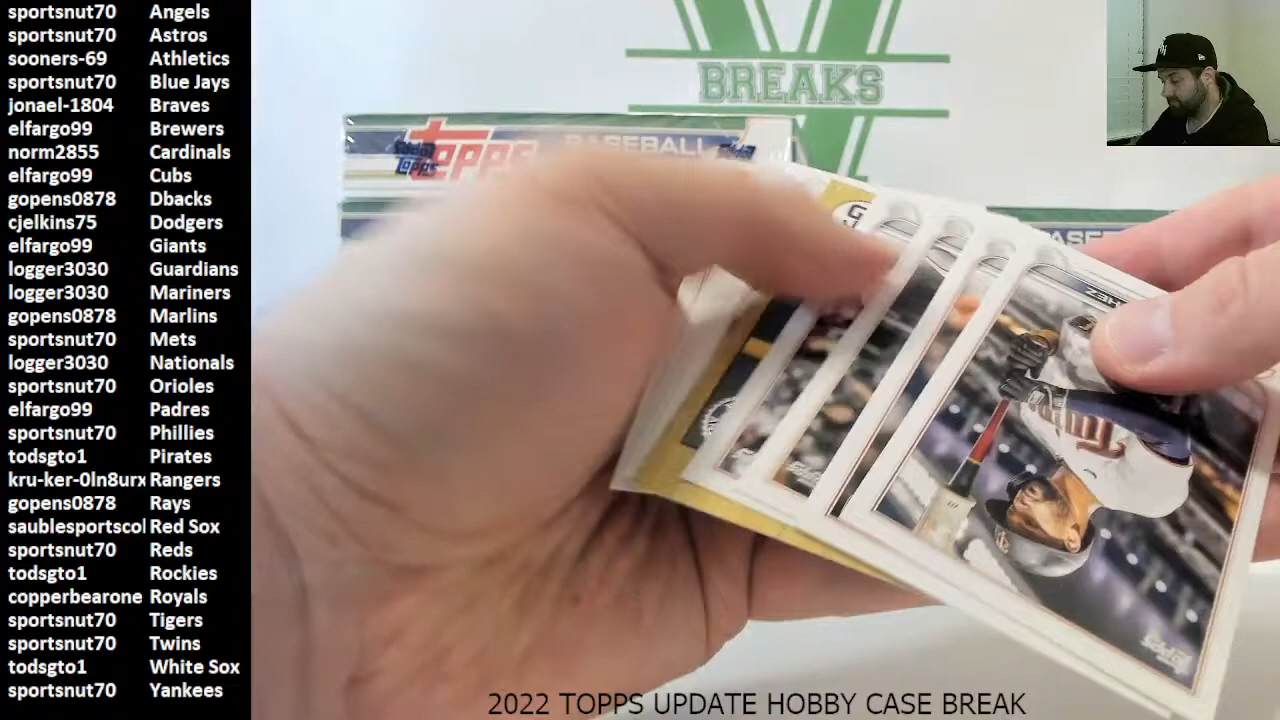 sportsnut70 Angels
sportsnut70 Astros
sooners-69 Athletics
sportsnut70 Blue Jays
jonael-1804 Braves
elfargo99 Brewers
norm2855 Cardinals
elfargo99 Cubs
gopens0878 Dbacks
cjelkins75 Dodgers
elfargo99 Giants
logger3030 Guardians
logger3030 Mariners
gopens0878 Marlins
sportsnut70 Mets
logger3030 Nationals
sportsnut70 Orioles
elfargo99 Padres
sportsnut70 Phillies
todsgto1 Pirates
kru-ker-0ln8urx Rangers
gopens0878 Rays
saublesportscol Red Sox
sportsnut70 Reds
todsgto1 Rockies
copperbearone Royals
sportsnut70 Tigers
sportsnut70 Twins
todsgto1 White Sox
sportsnut70 Yankees
BREAKS
Topps BASEBALL
Twins
Topps
2022 TOPPS UPDATE HOBBY CASE BREAK